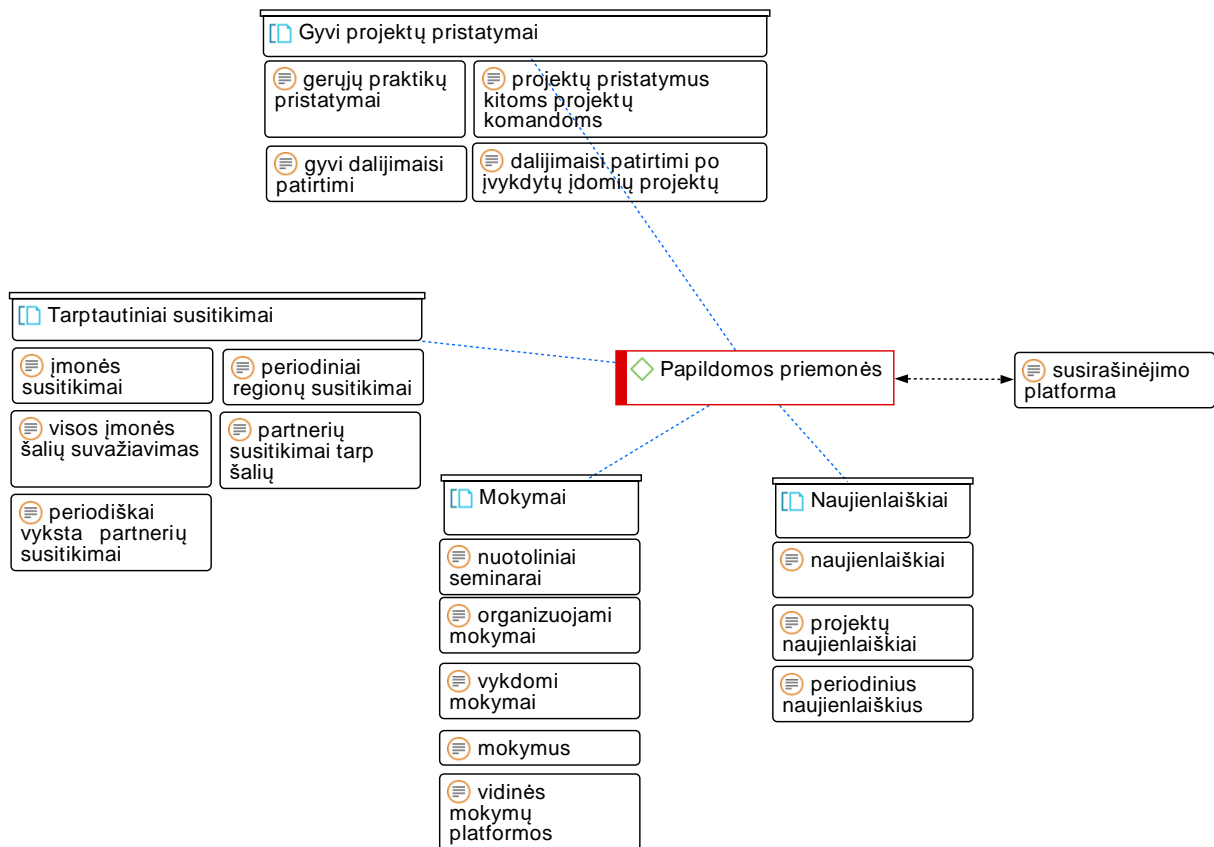 Gyvi projektų pristatymai
gerųjų praktikų
pristatymai
projektų pristatymus
kitoms projektų
komandoms
gyvi dalijimaisi
patirtimi
dalijimaisi patirtimi po
įvykdytų įdomių projektų
Tarptautiniai susitikimai
įmonės
susitikimai
periodiniai
regionų susitikimai
visos įmonės
šalių suvažiavimas
partnerių
susitikimai tarp
šalių
periodiškai
vyksta partnerių
susitikimai
Papildomos priemonės
susirašinėjimo
platforma
Mokymai
nuotoliniai
seminarai
organizuojami
mokymai
vykdomi
mokymai
mokymus
vidinės
mokymų
platformos
Naujienlaiškiai
naujienlaiškiai
projektų
naujienlaiškiai
periodinius
naujienlaiškius